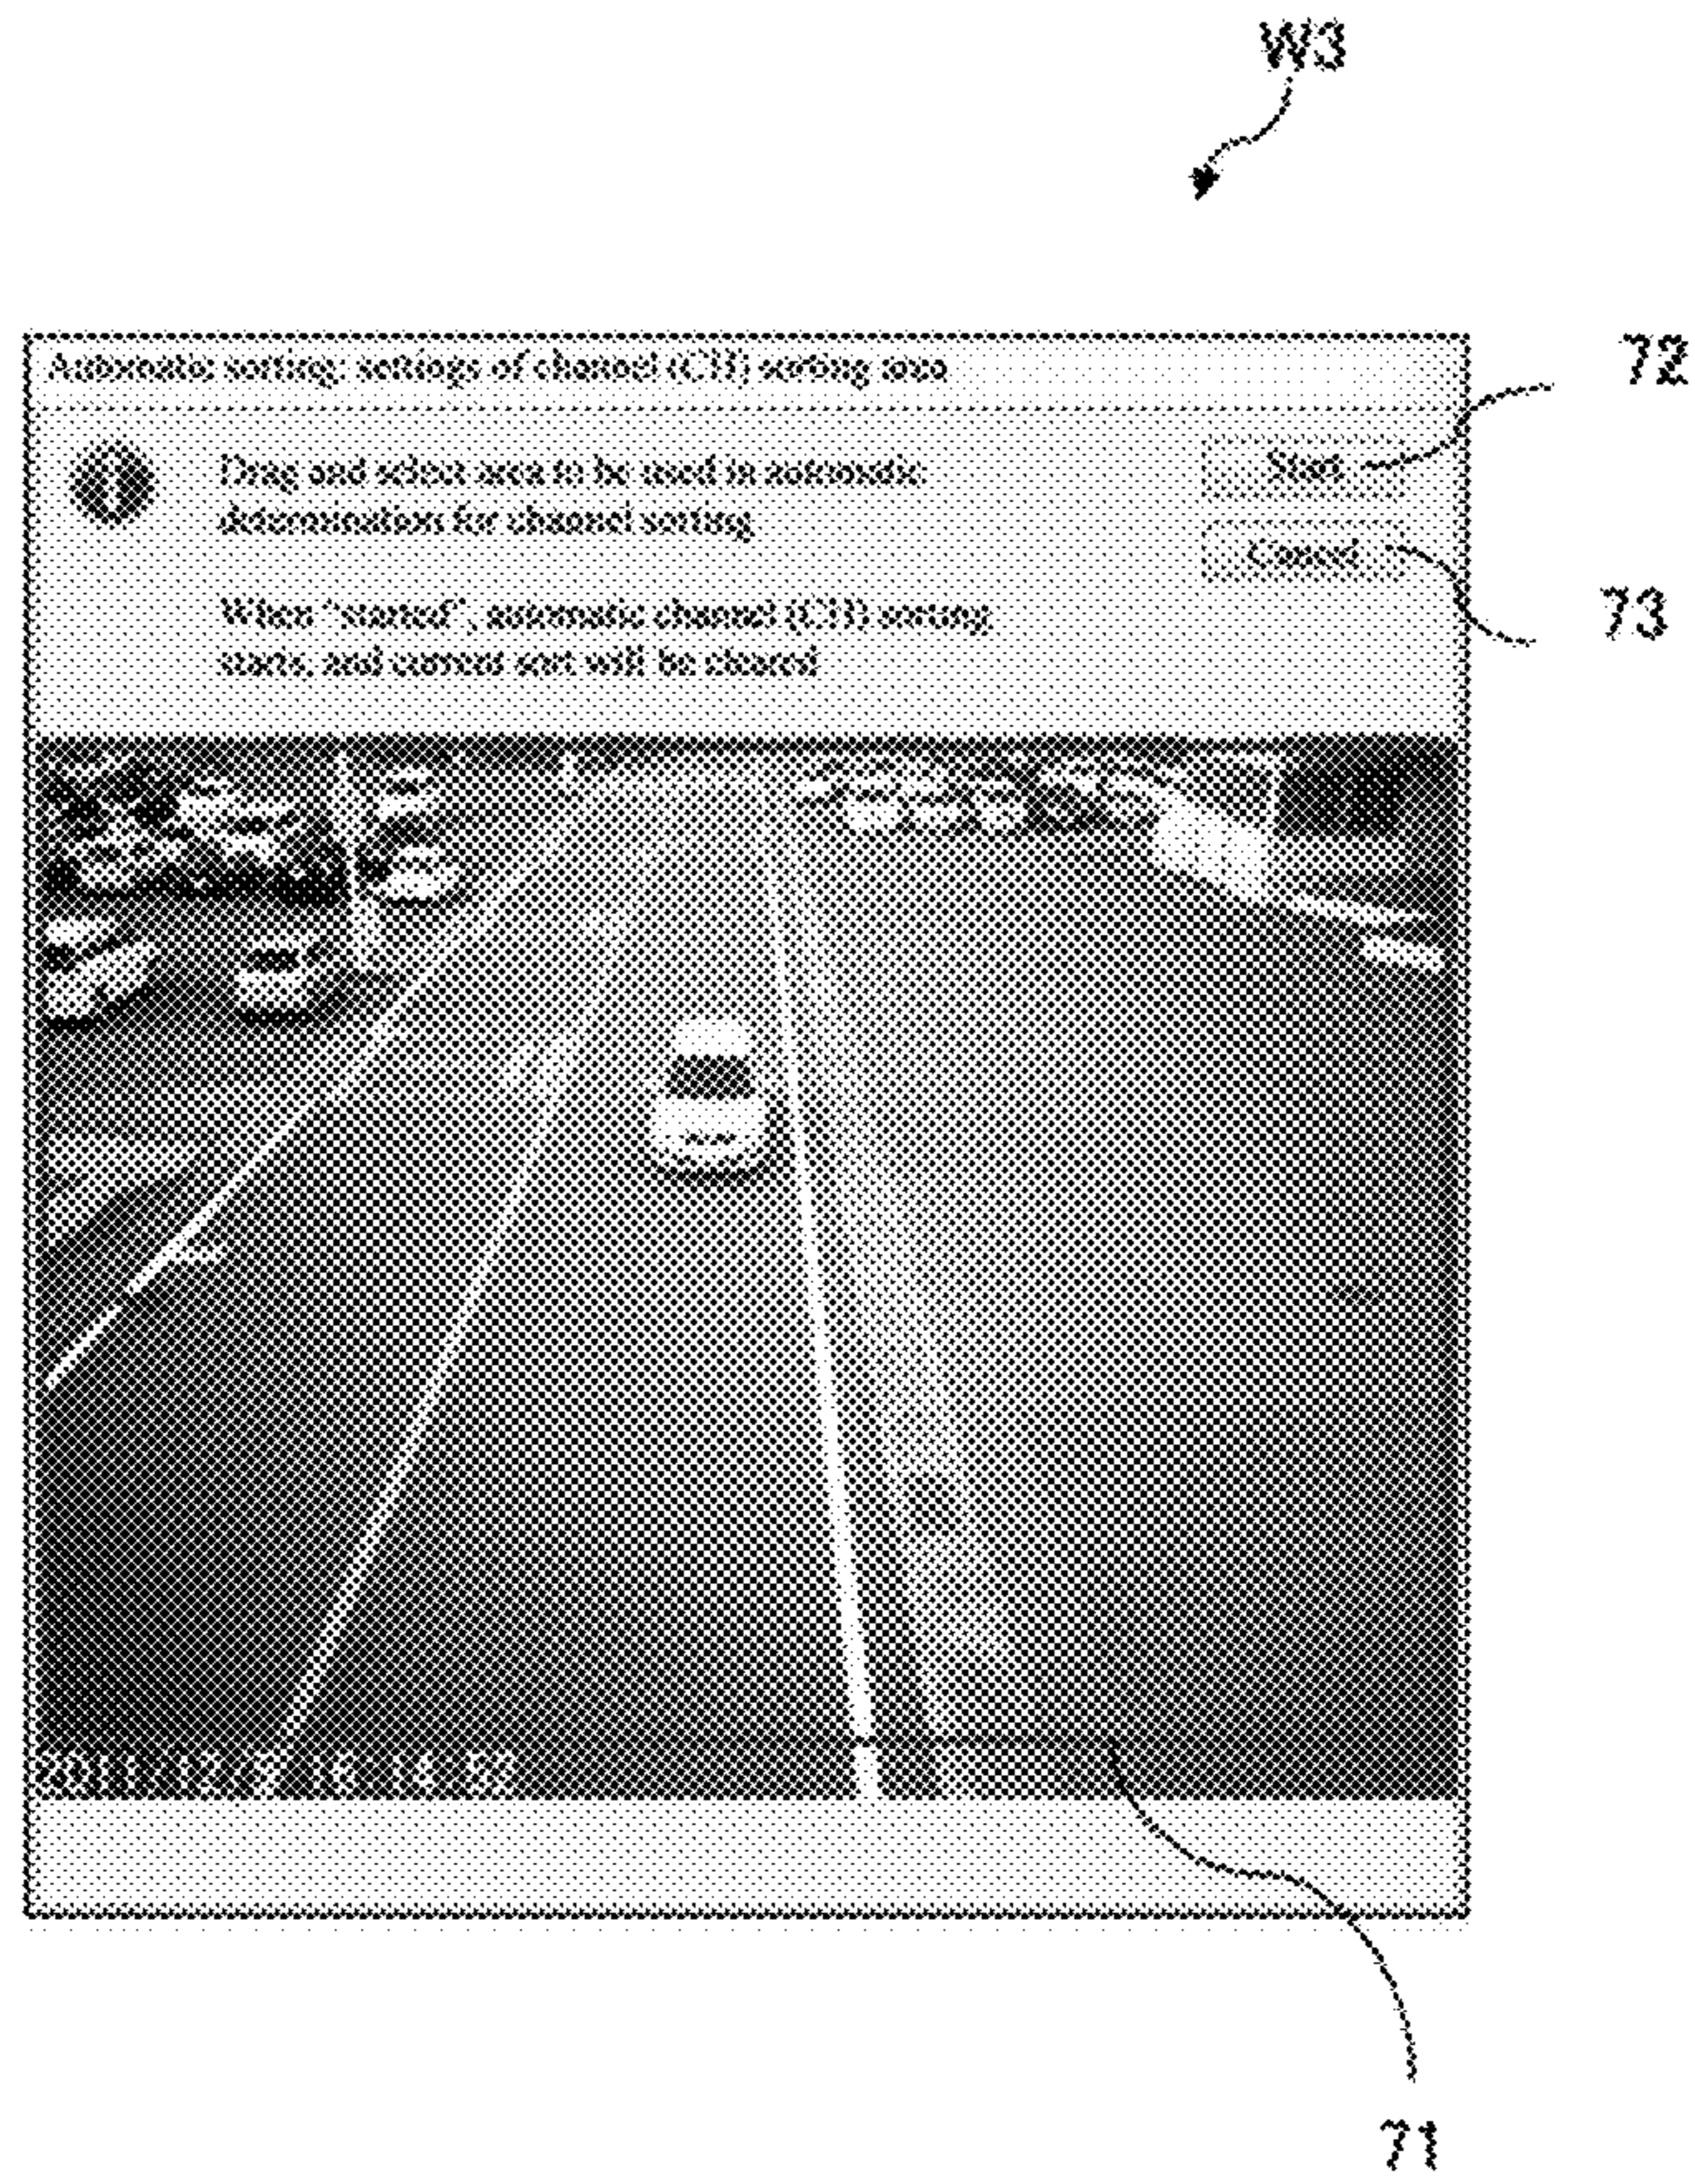 W3
Automatic sorting: settings of channel (CH) sorting area
72
Drag and select area to be used in automatic
determination for channel sorting
Start
Cancel
73
When "started", automatic channel (CH) sorting
starts, and current sort will be cleared
71